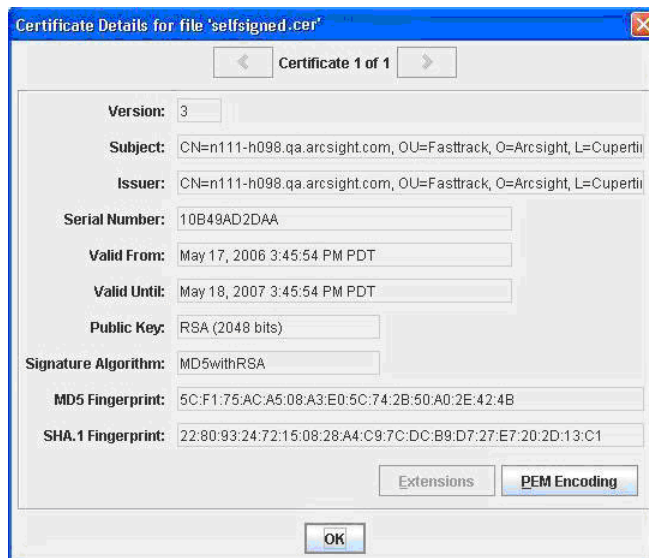 Certificate Details for file 'selfsigned.cer'
Certificate 1 of 1
Version: 3
Subject: CN=n111-h098.qa.arcsight.com, OU=Fasttrack, O=Arcsight, L=Cupertin
Issuer: CN=n111-h098.qa.arcsight.com, OU=Fasttrack, O=Arcsight, L=Cupertin
Serial Number: 10B49AD2DAA
Valid From: May 17, 2006 3:45:54 PM PDT
Valid Until: May 18, 2007 3:45:54 PM PDT
Public Key: RSA (2048 bits)
Signature Algorithm: MD5withRSA
MD5 Fingerprint: 5C:F1:75:AC:A5:08:A3:E0:5C:74:2B:50:A0:2E:42:4B
SHA.1 Fingerprint: 22:80:93:24:72:15:08:28:A4:C9:7C:DC:B9:D7:27:E7:20:2D:13:C1
Extensions PEM Encoding
OK